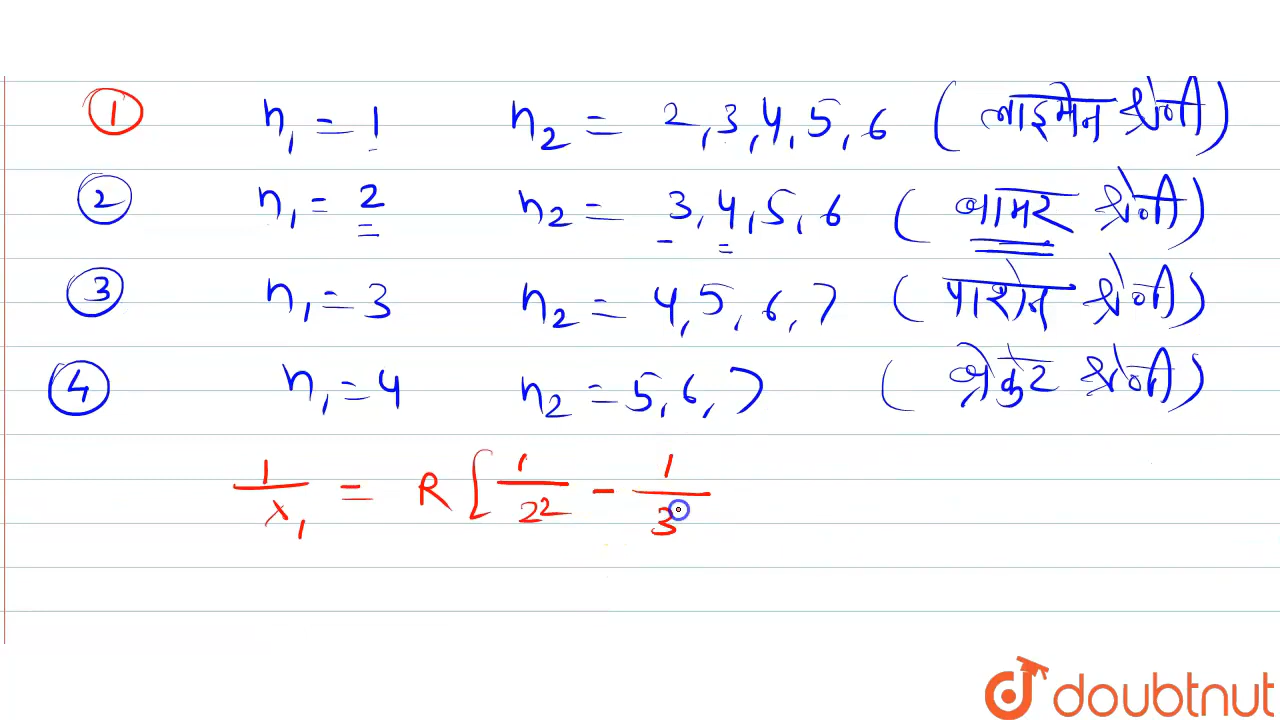 ① n₁ = 1 n₂ = 2,3,4,5,6 (लाइमेन श्रेणी)
② n₁ = 2 n₂ = 3,4,5,6 (बामर श्रेणी)
③ n₁ = 3 n₂ = 4,5,6,7 (पाशेन श्रेणी)
④ n₁ = 4 n₂ = 5,6,7 (ब्रेकेट श्रेणी)
1/λ₁ = R [1/2² - 1/3
doubtnut